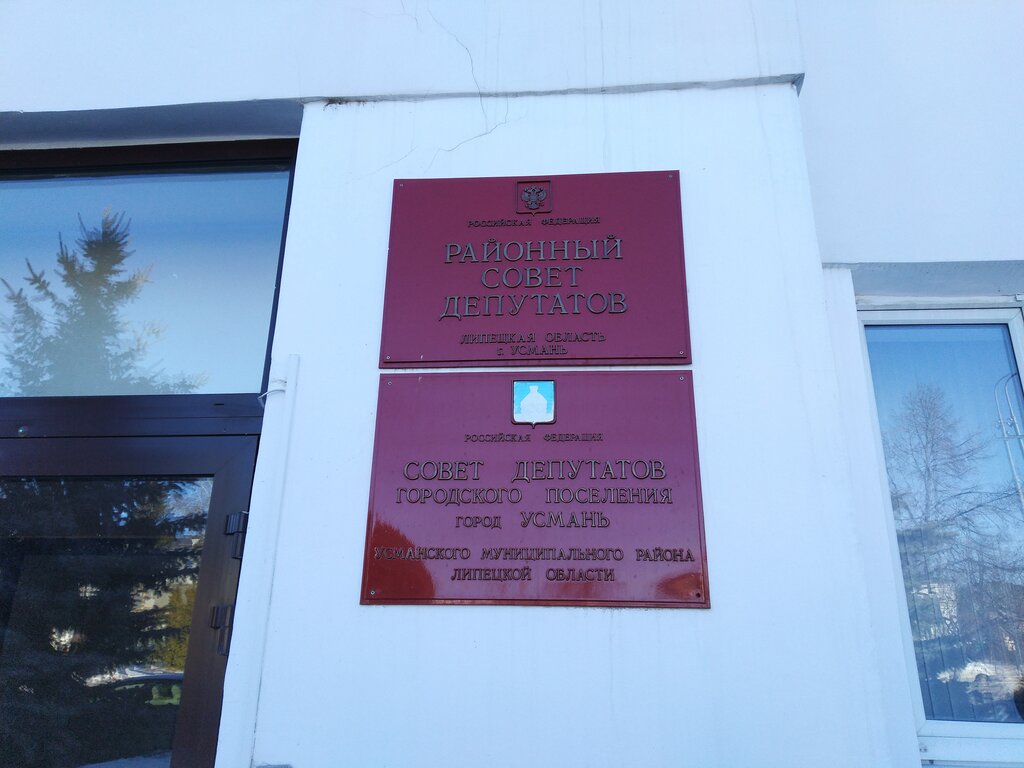 РОССИЙСКАЯ ФЕДЕРАЦИЯ
РАЙОННЫЙ
СОВЕТ
ДЕПУТАТОВ
ЛИПЕЦКАЯ ОБЛАСТЬ
г. УСМАНЬ
РОССИЙСКАЯ ФЕДЕРАЦИЯ
СОВЕТ ДЕПУТАТОВ
ГОРОДСКОГО ПОСЕЛЕНИЯ
ГОРОД УСМАНЬ
УСМАНСКОГО МУНИЦИПАЛЬНОГО РАЙОНА
ЛИПЕЦКОЙ ОБЛАСТИ